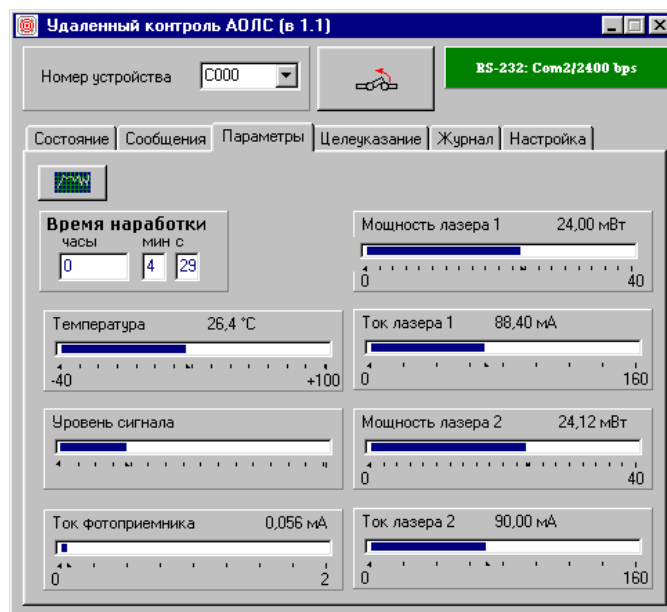 Удаленный контроль АОЛС (в 1.1)
Номер устройства C000
RS-232: Com2/2400 bps
Состояние Сообщения Параметры Целеуказание Журнал Настройка
Время наработки
часы мин с
0 4 29
Мощность лазера 1 24,00 мВт
0 40
Температура 26,4 °C
-40 +100
Ток лазера 1 88,40 мА
0 160
Уровень сигнала
Мощность лазера 2 24,12 мВт
0 40
Ток фотоприемника 0,056 мА
0 2
Ток лазера 2 90,00 мА
0 160